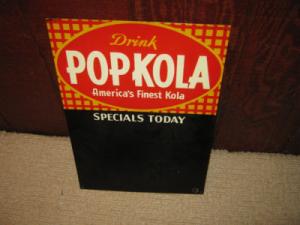 Drink
POP KOLA
America's Finest Kola
SPECIALS TODAY